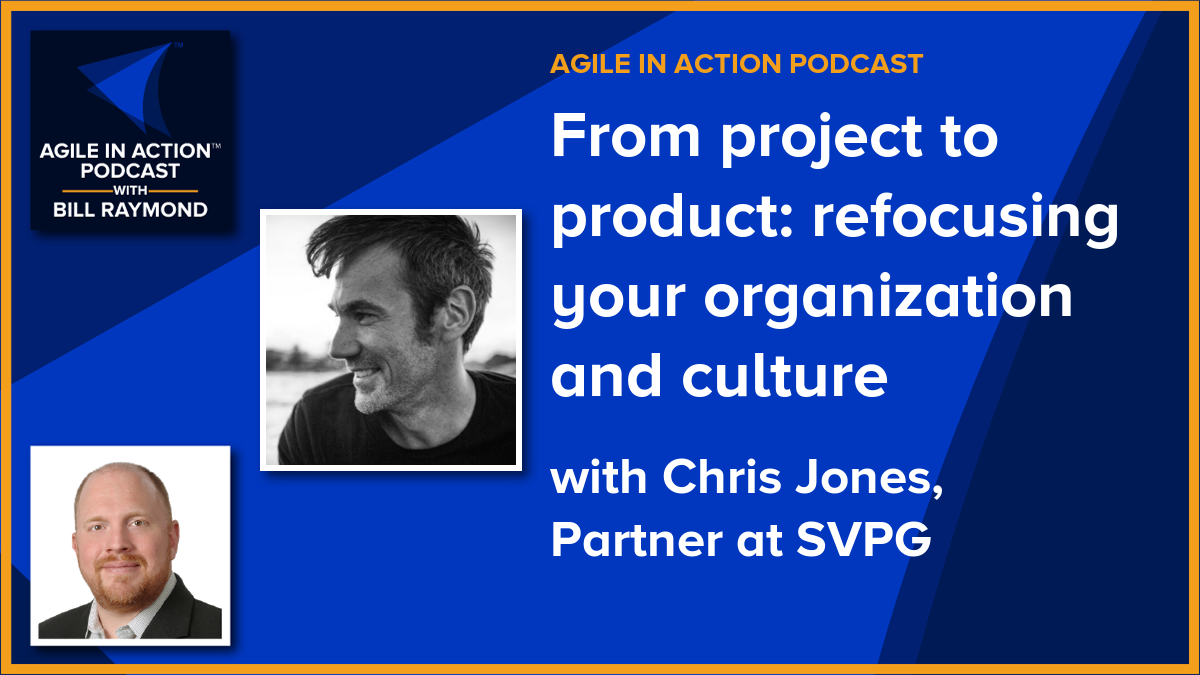 AGILE IN ACTION™
PODCAST
WITH
BILL RAYMOND
AGILE IN ACTION PODCAST
From project to
product: refocusing
your organization
and culture
with Chris Jones,
Partner at SVPG
TM